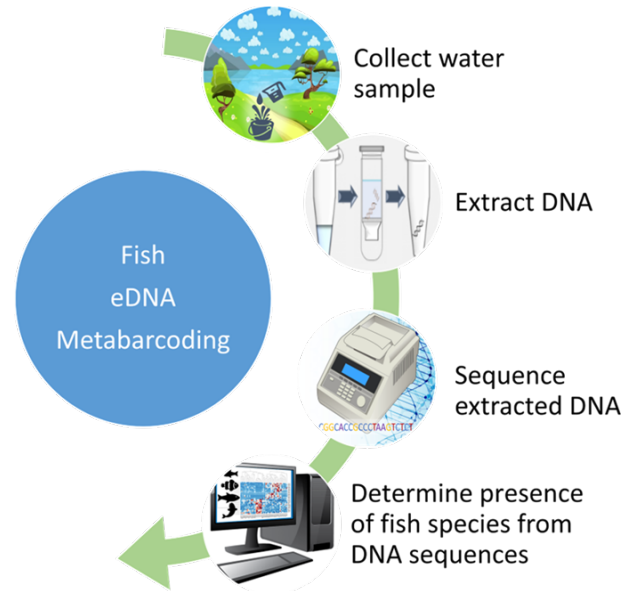 Collect water
sample
Extract DNA
Fish
eDNA
Metabarcoding
Sequence
extracted DNA
CGGCACCGCCCTAAGTCTCT
Determine presence
of fish species from
DNA sequences